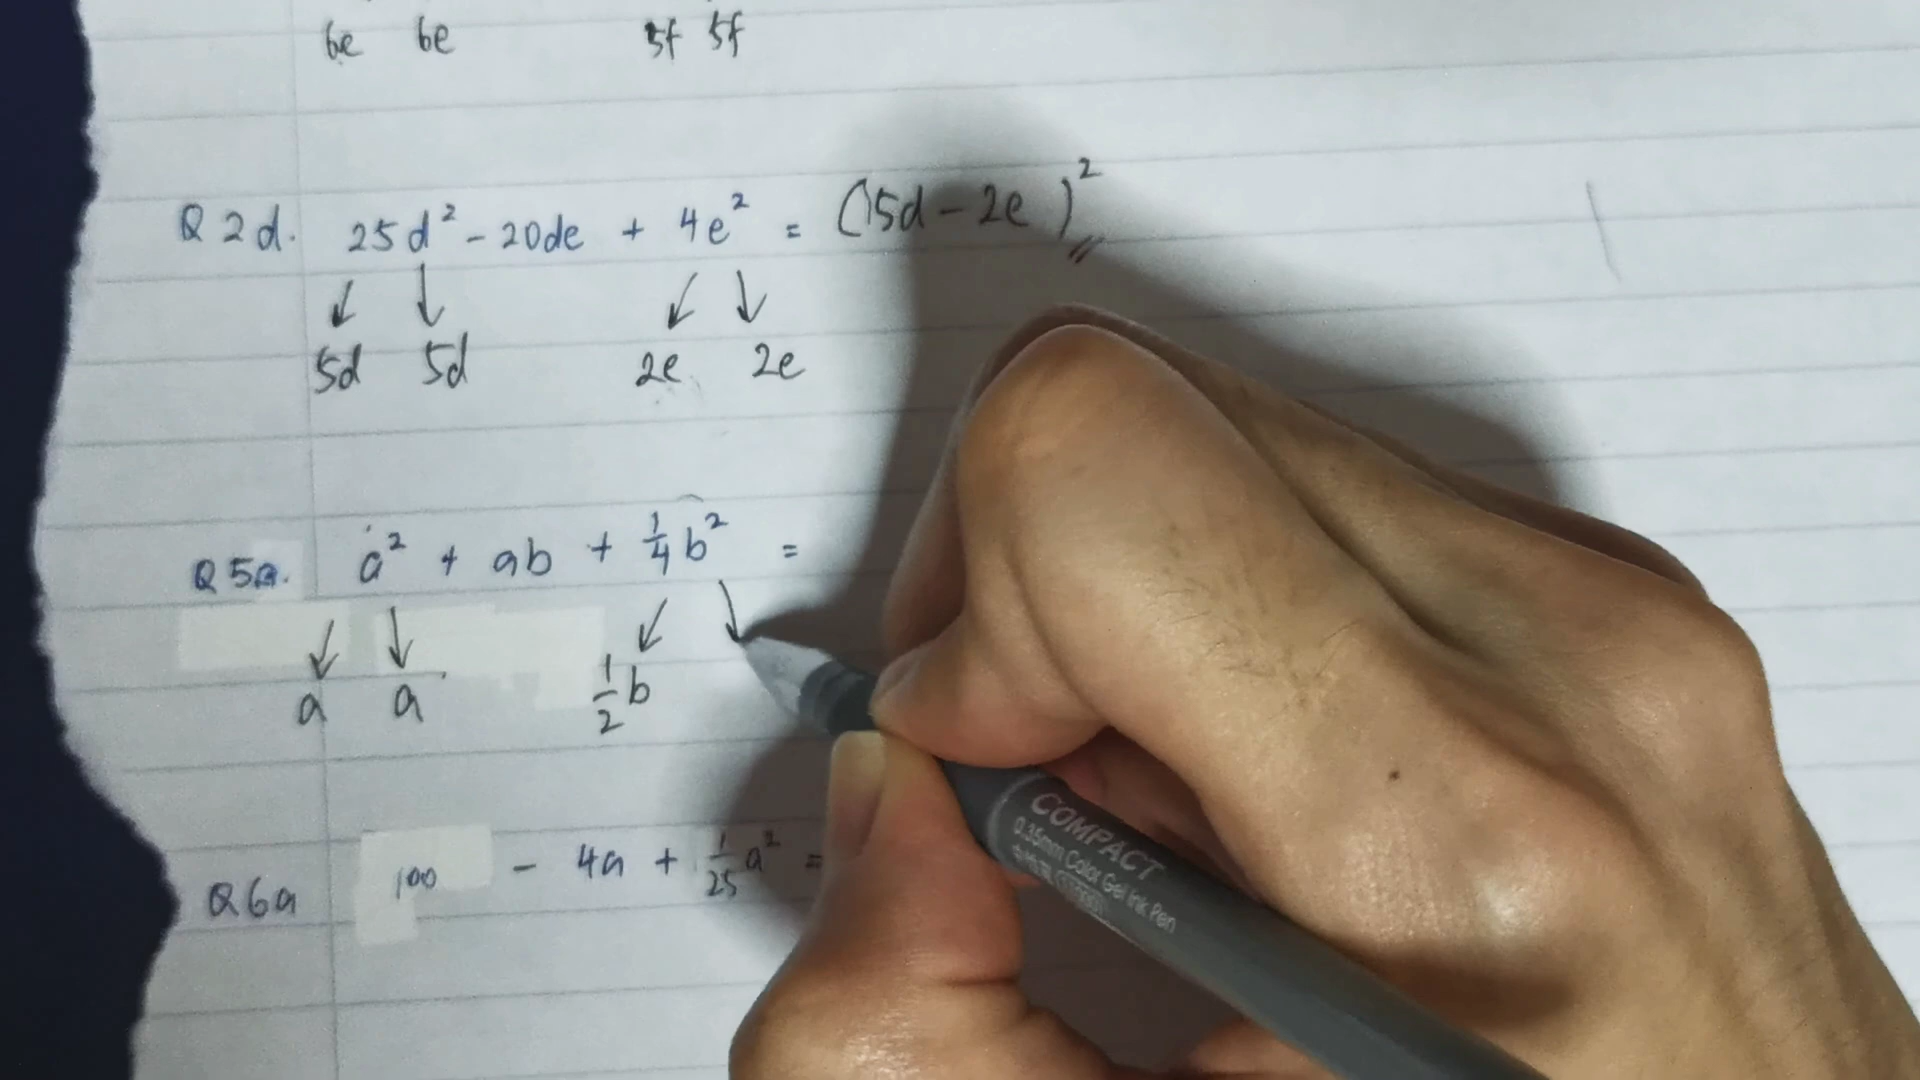 6e 6e 5f 5f
Q2d. 25d² - 20de + 4e² = (5d - 2e)²
5d 5d 2e 2e
Q5a. a² + ab + 1/4 b² =
a a 1/2 b
Q6a 100 - 4a + 1/25 a² =
COMPACT
0.35mm Color Gel Ink Pen